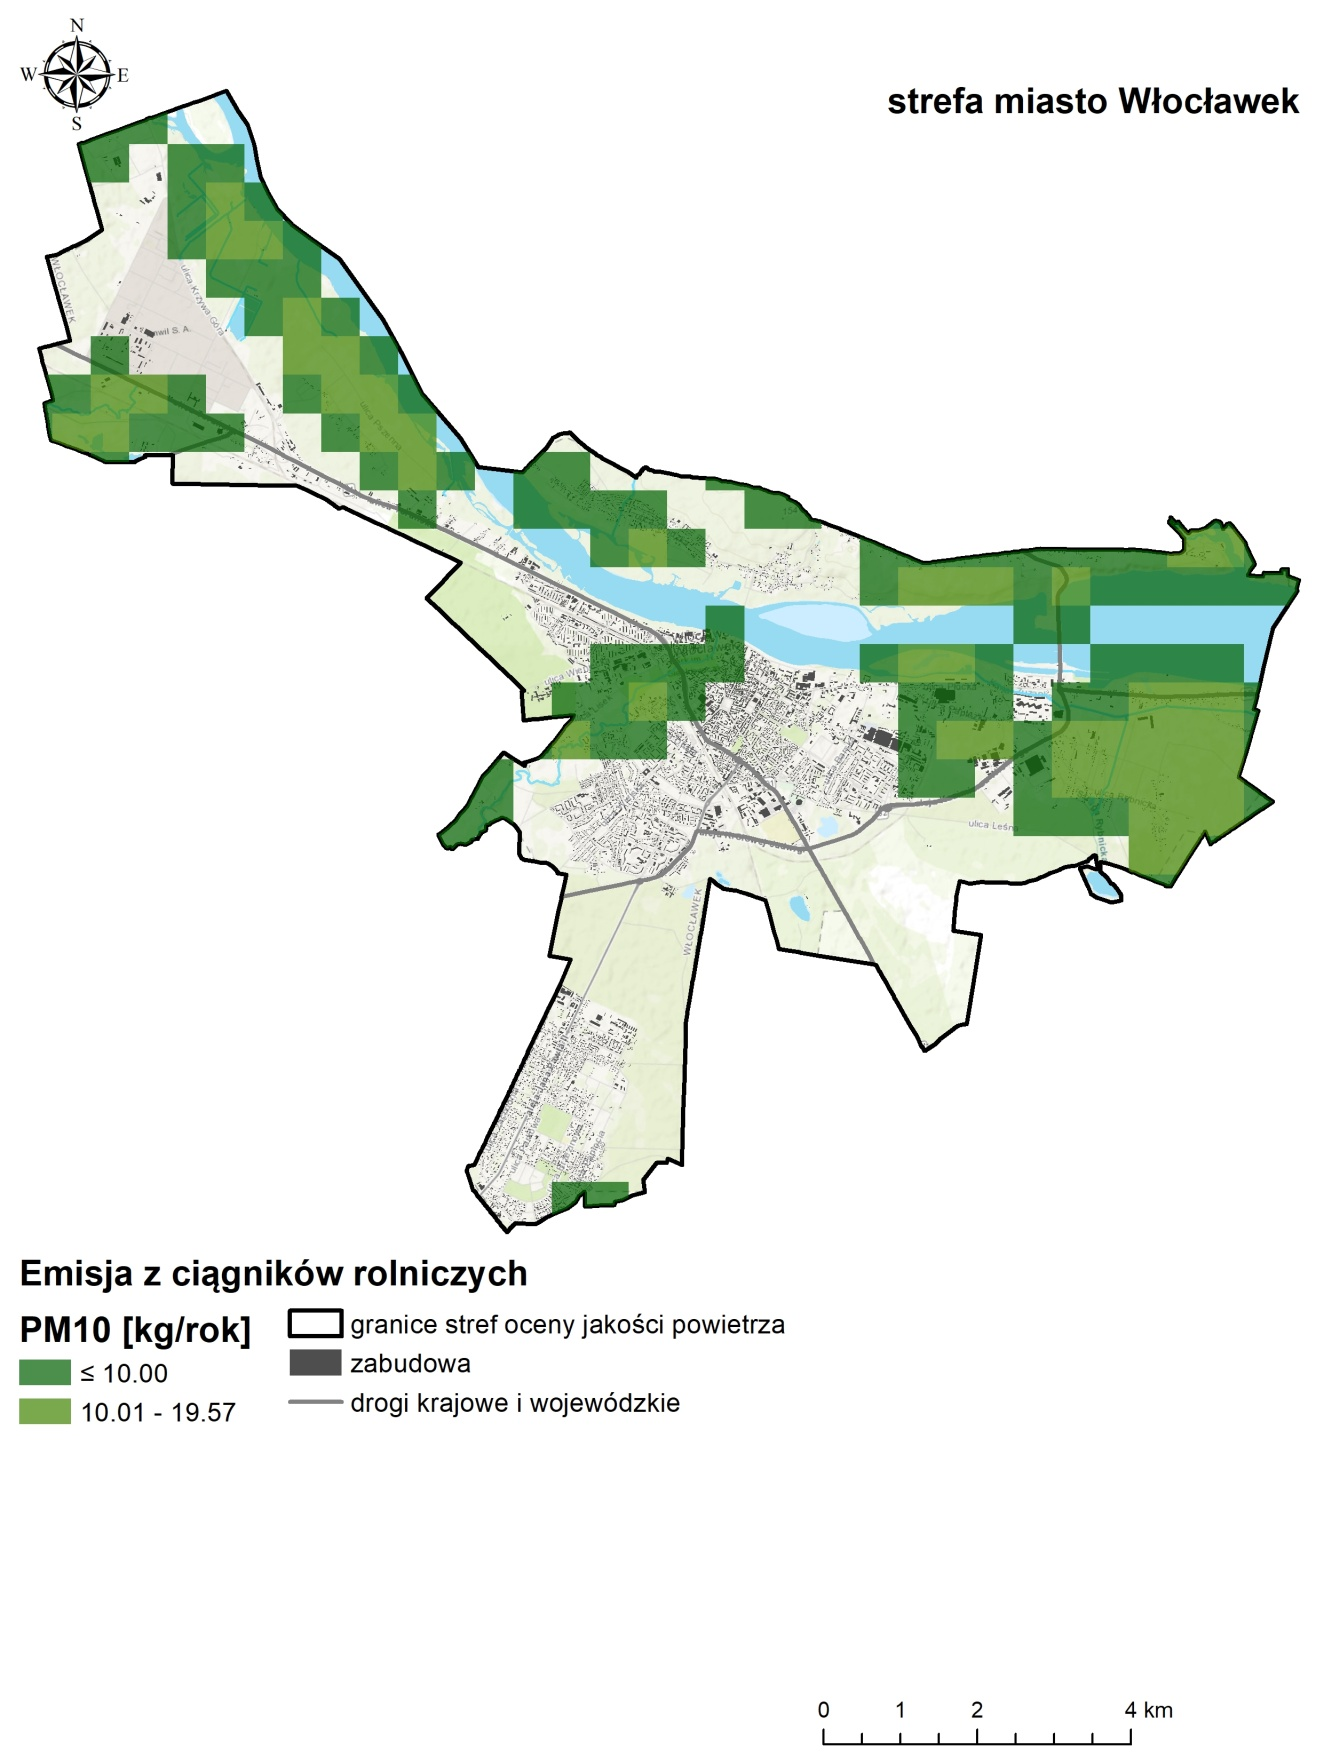 N
W E
S
strefa miasto Włocławek
WŁOCŁAWEK
ulica Krzywa Góra
S. A.
ulica
ulica Leśna
WŁOCŁAWEK
Emisja z ciągników rolniczych
PM10 [kg/rok]
≤ 10.00
10.01 - 19.57
granice stref oceny jakości powietrza
zabudowa
drogi krajowe i wojewódzkie
0 1 2 4 km